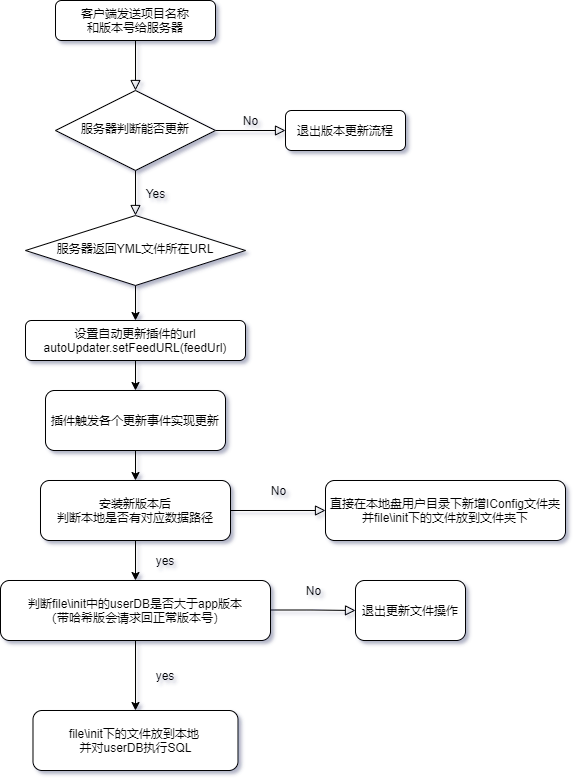 客户端发送项目名称
和版本号给服务器
服务器判断能否更新
No
退出版本更新流程
Yes
服务器返回YML文件所在URL
设置自动更新插件的url
autoUpdater.setFeedURL(feedUrl)
插件触发各个更新事件实现更新
安装新版本后
判断本地是否有对应数据路径
No
直接在本地盘用户目录下新增IConfig文件夹
并file\init下的文件放到文件夹下
yes
判断file\init中的userDB是否大于app版本
（带哈希版会请求回正常版本号）
No
退出更新文件操作
yes
file\init下的文件放到本地
并对userDB执行SQL